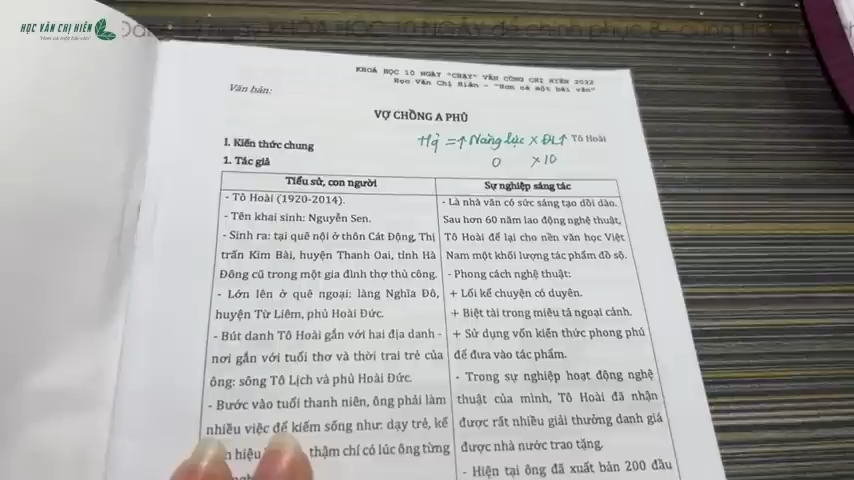 HỌC VĂN CHỊ HIÊN
KHOÁ HỌC 10 NGÀY "CHẠY" VĂN CÙNG CHỊ HIÊN 2022
Học Văn Chị Hiên - "Hơn cả một bài văn"
Văn bản:
VỢ CHỒNG A PHỦ
Hq̉ = ↑ Năng lực x ĐL↑ Tô Hoài
0 x 10
I. Kiến thức chung
1. Tác giả
Tiểu sử, con người
- Tô Hoài (1920-2014).
- Tên khai sinh: Nguyễn Sen.
- Sinh ra: tại quê nội ở thôn Cát Động, Thị
trấn Kim Bài, huyện Thanh Oai, tỉnh Hà
Đông cũ trong một gia đình thợ thủ công.
- Lớn lên ở quê ngoại: làng Nghĩa Đô,
huyện Từ Liêm, phủ Hoài Đức.
- Bút danh Tô Hoài gắn với hai địa danh -
nơi gắn với tuổi thơ và thời trai trẻ của
ông: sông Tô Lịch và phủ Hoài Đức.
- Bước vào tuổi thanh niên, ông phải làm
nhiều việc để kiếm sống như: dạy trẻ, kế
hiệu thậm chí có lúc ông từng
Sự nghiệp sáng tác
- Là nhà văn có sức sáng tạo dồi dào.
Sau hơn 60 năm lao động nghệ thuật,
Tô Hoài để lại cho nền văn học Việt
Nam một khối lượng tác phẩm đồ sộ.
- Phong cách nghệ thuật:
+ Lối kể chuyện có duyên.
+ Biệt tài trong miêu tả ngoại cảnh.
+ Sử dụng vốn kiến thức phong phú
để đưa vào tác phẩm.
- Trong sự nghiệp hoạt động nghệ
thuật của mình, Tô Hoài đã nhận
được rất nhiều giải thưởng danh giá
được nhà nước trao tặng.
- Hiện tại ông đã xuất bản 200 đầu